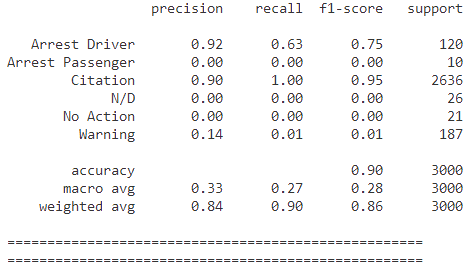 precision recall f1-score support
Arrest Driver 0.92 0.63 0.75 120
Arrest Passenger 0.00 0.00 0.00 10
Citation 0.90 1.00 0.95 2636
N/D 0.00 0.00 0.00 26
No Action 0.00 0.00 0.00 21
Warning 0.14 0.01 0.01 187
accuracy 0.90 3000
macro avg 0.33 0.27 0.28 3000
weighted avg 0.84 0.90 0.86 3000
====================================================
====================================================